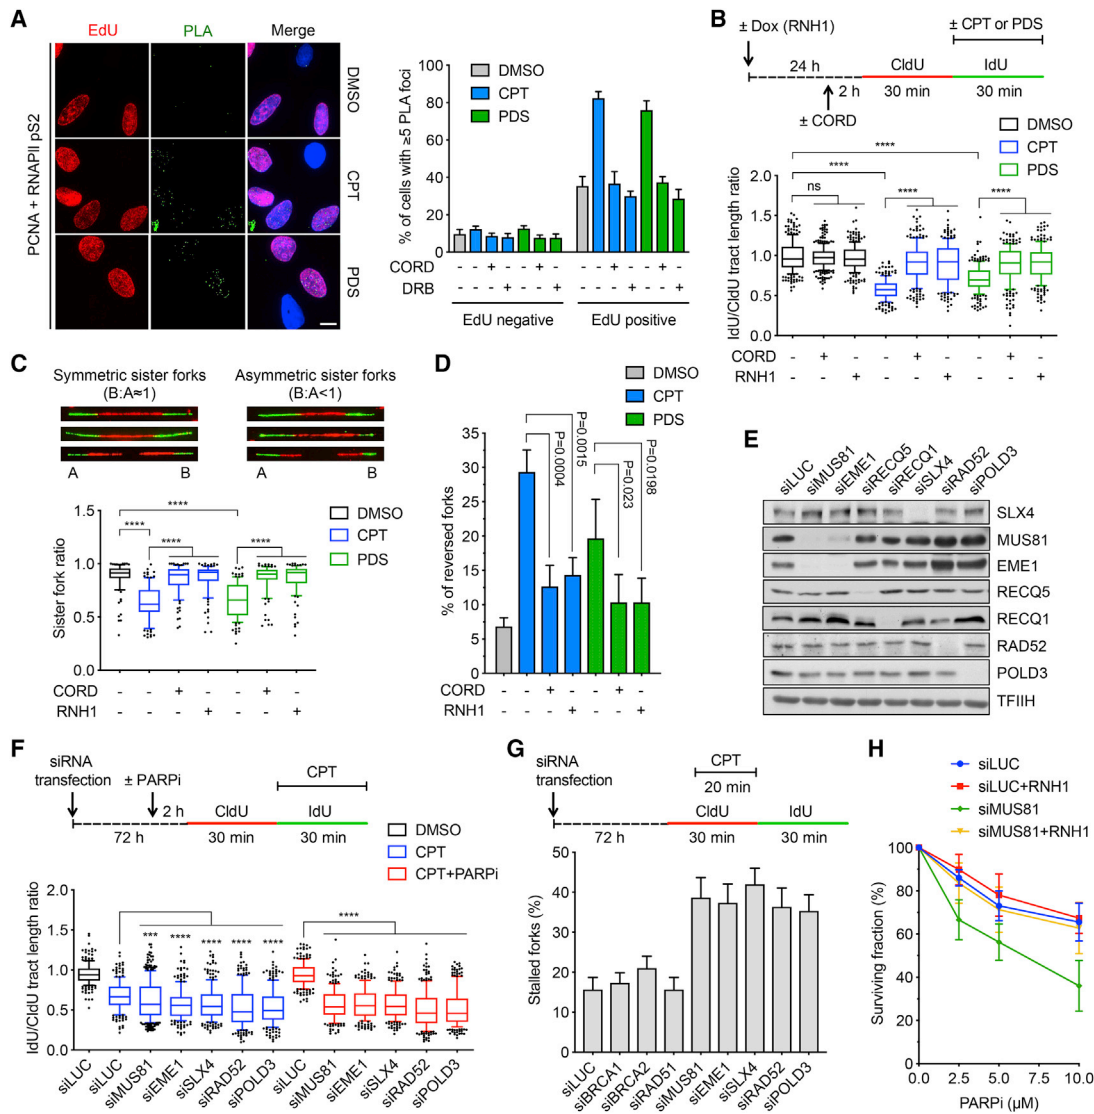 A
EdU
PLA
Merge
PCNA + RNAPII pS2
DMSO
CPT
PDS
% of cells with ≥5 PLA foci
100
80
60
40
20
0
DMSO
CPT
PDS
CORD - - + - - + - - - + - - + -
DRB - - - + - - + - - - + - - +
EdU negative
EdU positive
B
± Dox (RNH1)
± CPT or PDS
24 h
CldU
IdU
2 h
30 min
30 min
± CORD
DMSO
CPT
PDS
IdU/CldU tract length ratio
2.0
1.5
1.0
0.5
0.0
ns
****
****
****
****
CORD - + - - + - - + -
RNH1 - - + - - + - - +
C
Symmetric sister forks
(B:A≈1)
Asymmetric sister forks
(B:A<1)
A
B
A
B
Sister fork ratio
1.5
1.0
0.5
0.0
****
****
****
****
DMSO
CPT
PDS
CORD - - + - - + -
RNH1 - - - + - - +
D
DMSO
CPT
PDS
% of reversed forks
35
30
25
20
15
10
5
0
P=0.0004
P=0.0015
P=0.023
P=0.0198
CORD - - + - - + -
RNH1 - - - + - - +
E
siLUC
siMUS81
siEME1
siRECQ5
siRECQ1
siSLX4
siRAD52
siPOLD3
SLX4
MUS81
EME1
RECQ5
RECQ1
RAD52
POLD3
TFIIH
F
siRNA
transfection
± PARPi
CPT
2 h
CldU
IdU
72 h
30 min
30 min
DMSO
CPT
CPT+PARPi
IdU/CldU tract length ratio
2.0
1.5
1.0
0.5
0.0
***
****
****
****
****
****
siLUC
siLUC
siMUS81
siEME1
siSLX4
siRAD52
siPOLD3
siLUC
siMUS81
siEME1
siSLX4
siRAD52
siPOLD3
G
siRNA
transfection
CPT
20 min
CldU
IdU
72 h
30 min
30 min
Stalled forks (%)
50
40
30
20
10
0
siLUC
siBRCA1
siBRCA2
siRAD51
siMUS81
siEME1
siSLX4
siRAD52
siPOLD3
H
siLUC
siLUC+RNH1
siMUS81
siMUS81+RNH1
Surviving fraction (%)
100
80
60
40
20
0
0.0
2.5
5.0
10.0
PARPi (µM)